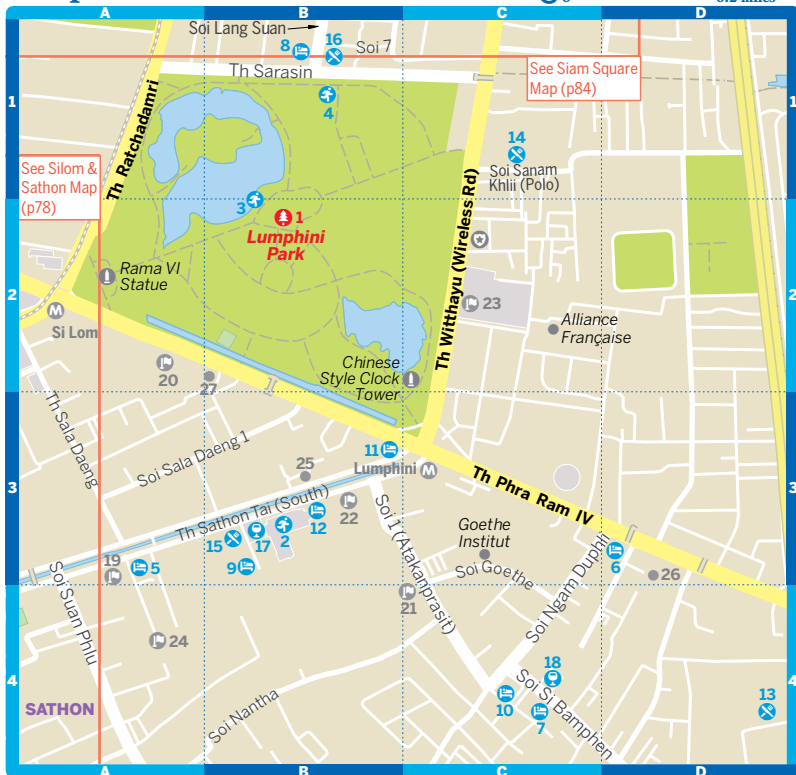 A
B
C
D
Soi Lang Suan
8
16
Soi 7
Th Sarasin
See Siam Square
Map (p84)
1
1
4
Th Ratchadamri
14
Soi Sanam
Khlii (Polo)
See Silom &
Sathon Map
(p78)
3
1
Lumphini
Park
Th Witthayu (Wireless Rd)
Rama VI
Statue
2
2
23
Si Lom
Alliance
Française
Chinese
Style Clock
Tower
20
27
Th Sala Daeng
Soi Sala Daeng 1
11
Lumphini
25
Th Phra Ram IV
3
3
Th Sathon Tai (South)
12
22
15
17
2
Soi 1 (Atakanprasit)
Goethe
Institut
Soi Goethe
Soi Ngam Duphli
6
26
19
5
9
21
Soi Suan Phlu
24
4
4
18
Soi Si Bamphen
10
7
13
SATHON
Soi Nantha
A
B
C
D